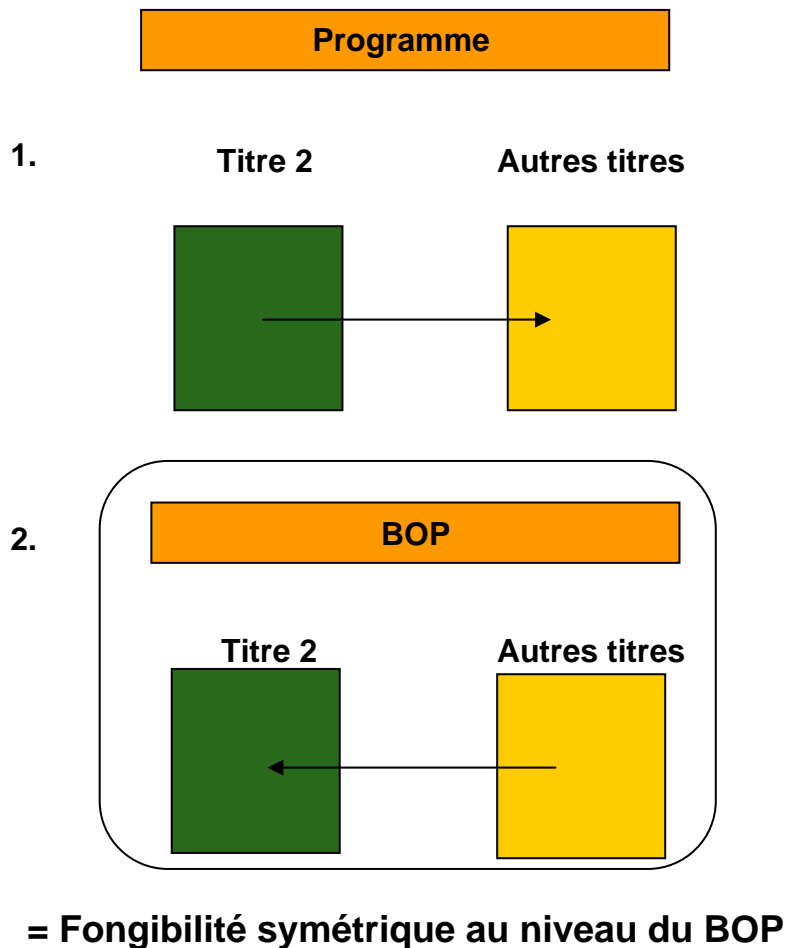 Programme
1.
Titre 2 Autres titres
2.
BOP
Titre 2 Autres titres
= Fongibilité symétrique au niveau du BOP